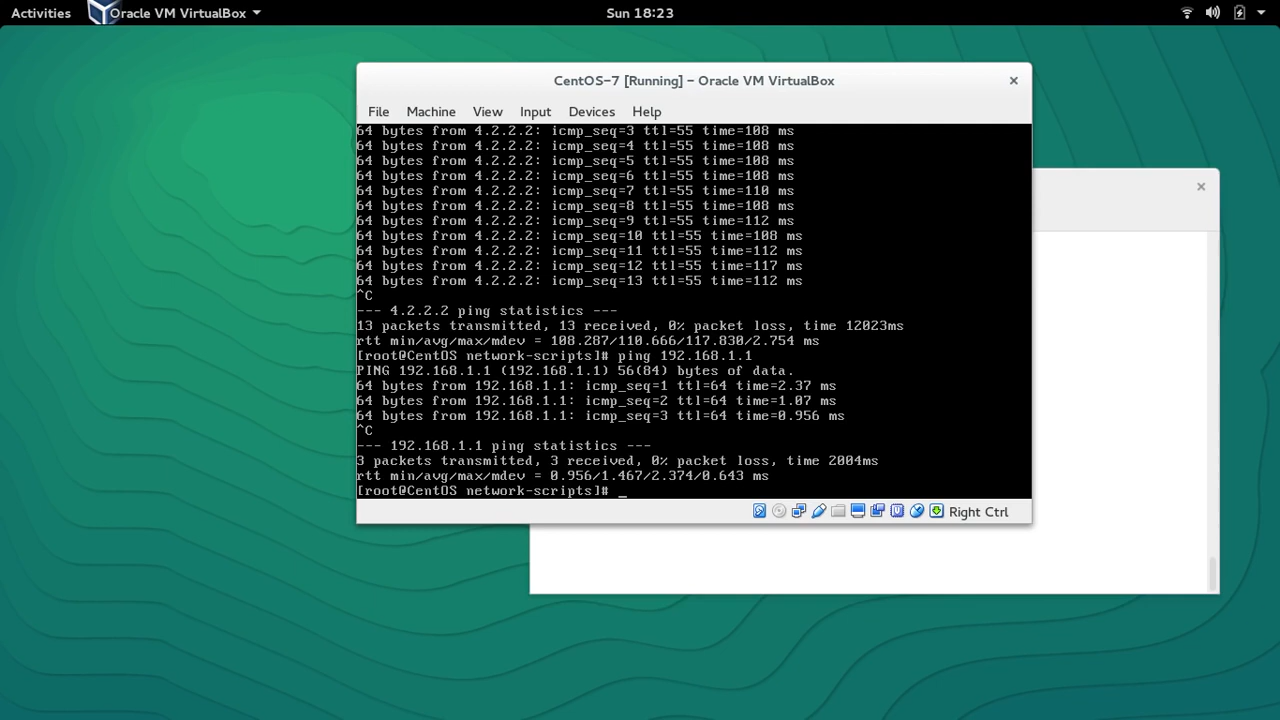 Activities
Oracle VM VirtualBox
Sun 18:23
CentOS-7 [Running] - Oracle VM VirtualBox
File Machine View Input Devices Help
64 bytes from 4.2.2.2: icmp_seq=3 ttl=55 time=108 ms
64 bytes from 4.2.2.2: icmp_seq=4 ttl=55 time=108 ms
64 bytes from 4.2.2.2: icmp_seq=5 ttl=55 time=108 ms
64 bytes from 4.2.2.2: icmp_seq=6 ttl=55 time=108 ms
64 bytes from 4.2.2.2: icmp_seq=7 ttl=55 time=110 ms
64 bytes from 4.2.2.2: icmp_seq=8 ttl=55 time=108 ms
64 bytes from 4.2.2.2: icmp_seq=9 ttl=55 time=112 ms
64 bytes from 4.2.2.2: icmp_seq=10 ttl=55 time=108 ms
64 bytes from 4.2.2.2: icmp_seq=11 ttl=55 time=112 ms
64 bytes from 4.2.2.2: icmp_seq=12 ttl=55 time=117 ms
64 bytes from 4.2.2.2: icmp_seq=13 ttl=55 time=112 ms
^C
--- 4.2.2.2 ping statistics ---
13 packets transmitted, 13 received, 0% packet loss, time 12023ms
rtt min/avg/max/mdev = 108.287/110.666/117.830/2.754 ms
[root@CentOS network-scripts]# ping 192.168.1.1
PING 192.168.1.1 (192.168.1.1) 56(84) bytes of data.
64 bytes from 192.168.1.1: icmp_seq=1 ttl=64 time=2.37 ms
64 bytes from 192.168.1.1: icmp_seq=2 ttl=64 time=1.07 ms
64 bytes from 192.168.1.1: icmp_seq=3 ttl=64 time=0.956 ms
^C
--- 192.168.1.1 ping statistics ---
3 packets transmitted, 3 received, 0% packet loss, time 2004ms
rtt min/avg/max/mdev = 0.956/1.467/2.374/0.643 ms
[root@CentOS network-scripts]# _
Right Ctrl